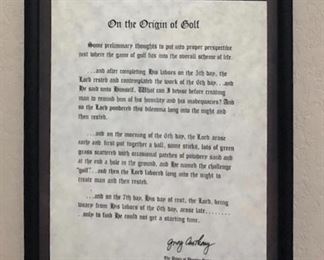 On the Origin of Golf
Some preliminary thoughts to put into proper perspective
just where the game of golf fits into the overall scheme of life.
. . .and after completing His labors on the 5th day, the
Lord rested and contemplated the work of the 6th day. . . .and
He said unto Himself. What can I devise before creating
man to remind him of his humility and his inadequacies? And
so the Lord pondered this dilemma long into the night and
then rested.
. . .and on the morning of the 6th day, the Lord arose
early and first put together a ball, some sticks, lots of green
grass scattered with occasional patches of powdery sand and
at the end a hole in the ground, and He named the challenge
"golf". . .and then the Lord labored long into the night to
create man and then rested.
. . .and on the 7th day, His day of rest, the Lord, being
weary from His labors of the 6th day, arose late. . . . . . . .
. . .only to find He could not get a starting time.
The